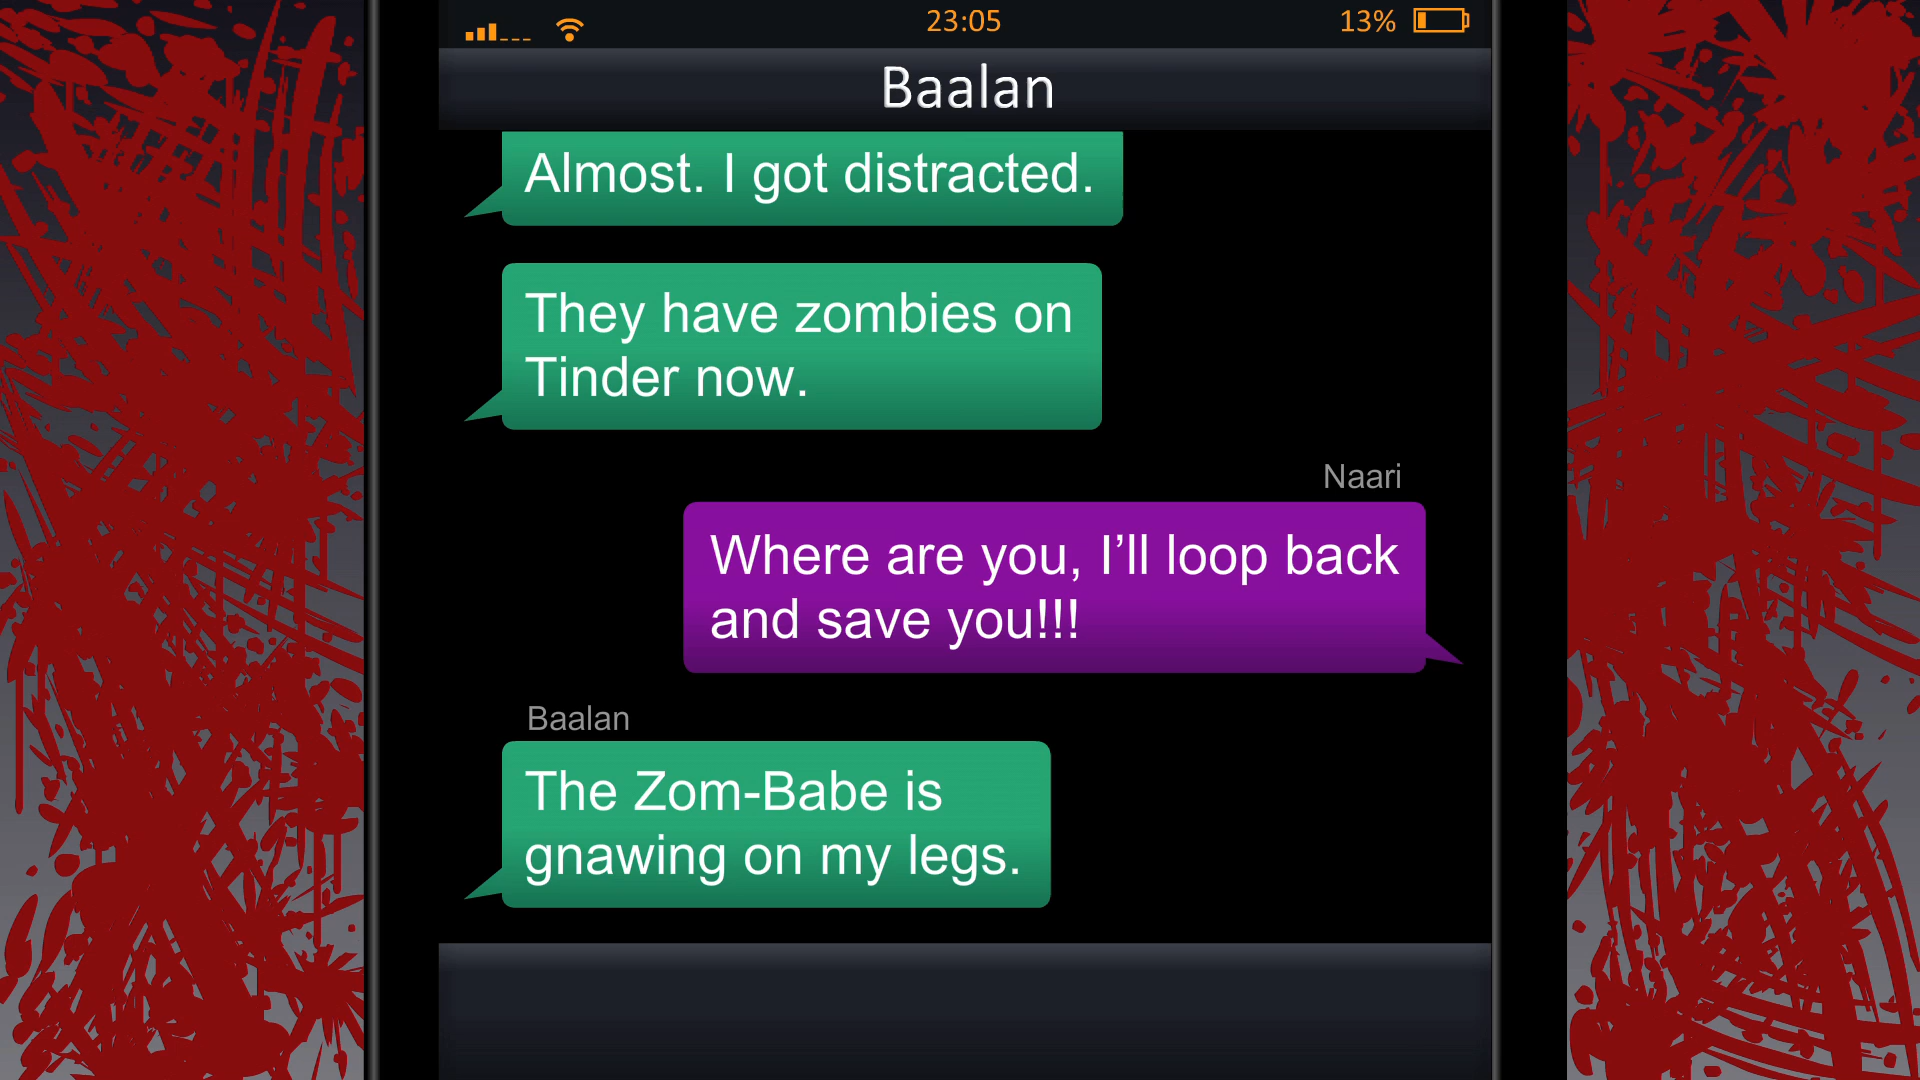 23:05
13%
Baalan
Almost. I got distracted.
They have zombies on
Tinder now.
Naari
Where are you, I’ll loop back
and save you!!!
Baalan
The Zom-Babe is
gnawing on my legs.